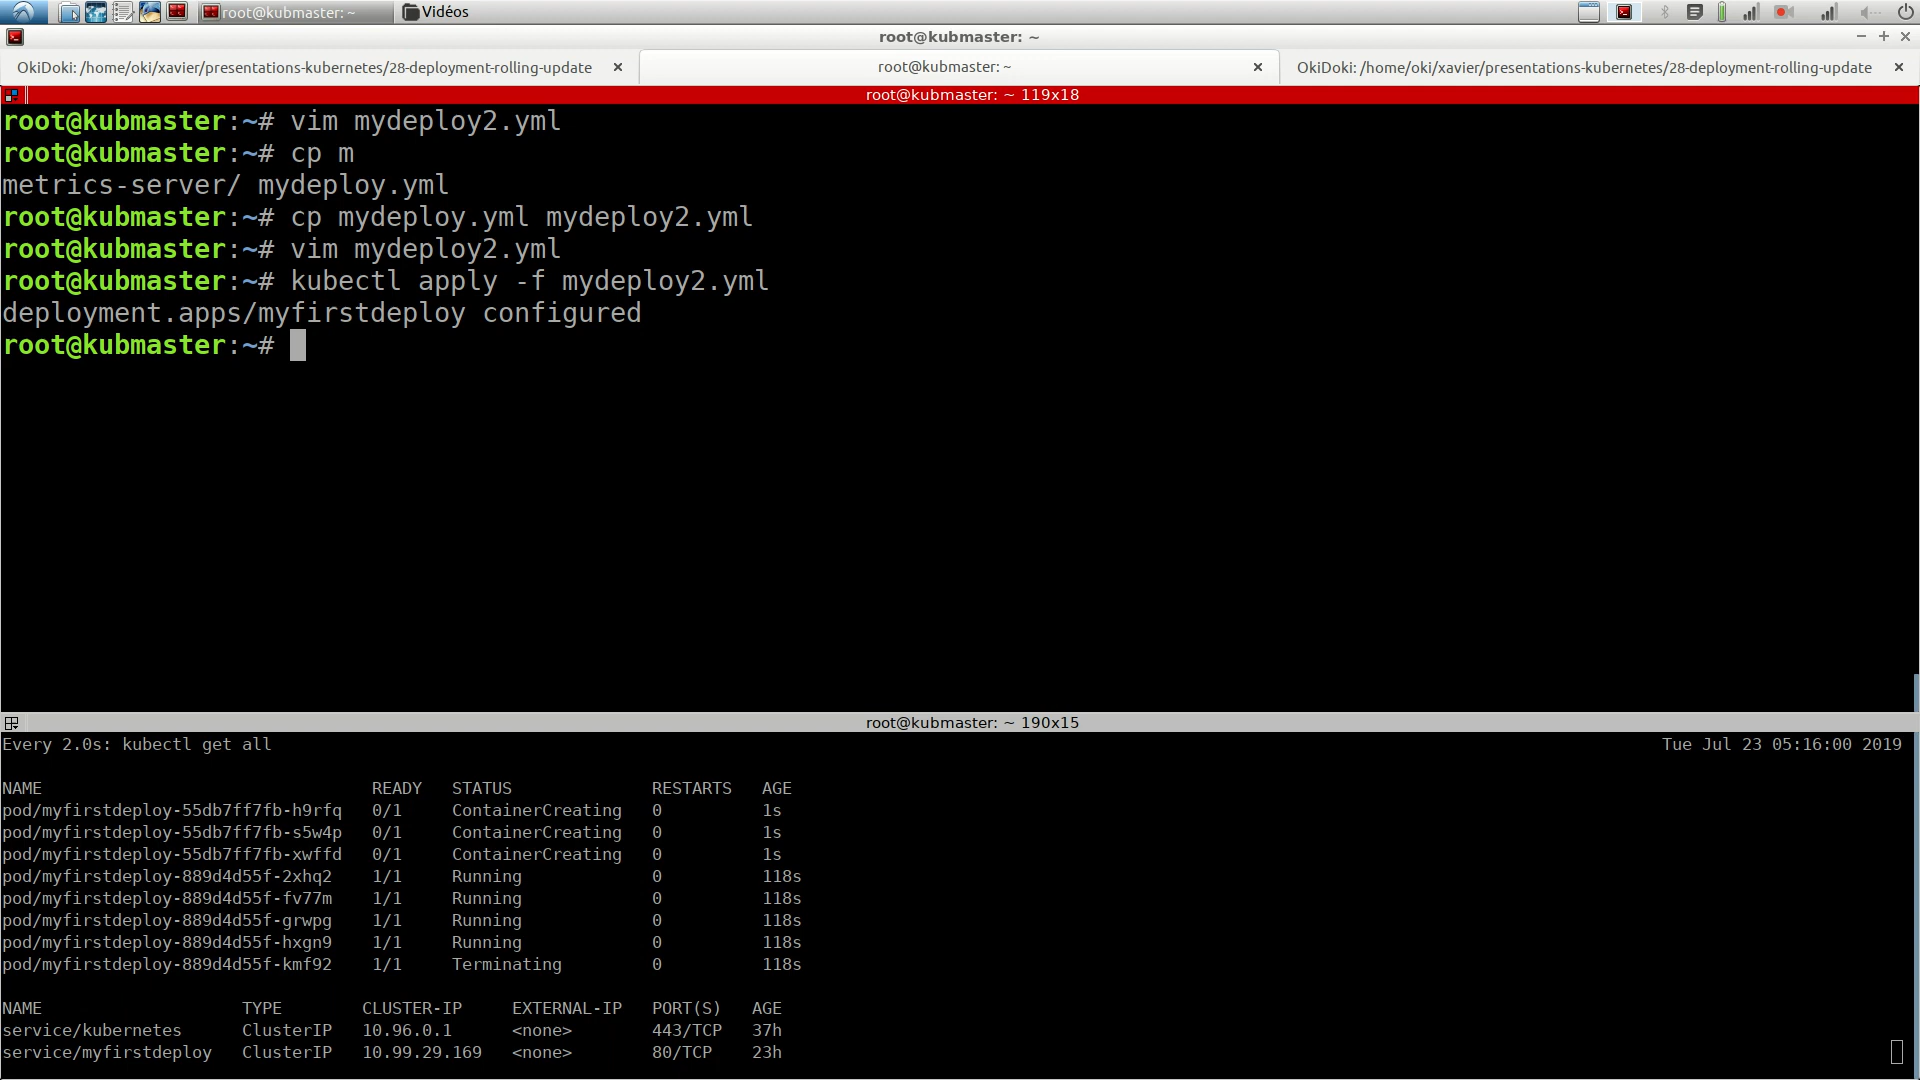 root@kubmaster: ~
Vidéos
root@kubmaster: ~
OkiDoki: /home/oki/xavier/presentations-kubernetes/28-deployment-rolling-update
root@kubmaster: ~
OkiDoki: /home/oki/xavier/presentations-kubernetes/28-deployment-rolling-update
root@kubmaster: ~ 119x18
root@kubmaster:~# vim mydeploy2.yml
root@kubmaster:~# cp m
metrics-server/ mydeploy.yml
root@kubmaster:~# cp mydeploy.yml mydeploy2.yml
root@kubmaster:~# vim mydeploy2.yml
root@kubmaster:~# kubectl apply -f mydeploy2.yml
deployment.apps/myfirstdeploy configured
root@kubmaster:~#
root@kubmaster: ~ 190x15
Every 2.0s: kubectl get all Tue Jul 23 05:16:00 2019
NAME READY STATUS RESTARTS AGE
pod/myfirstdeploy-55db7ff7fb-h9rfq 0/1 ContainerCreating 0 1s
pod/myfirstdeploy-55db7ff7fb-s5w4p 0/1 ContainerCreating 0 1s
pod/myfirstdeploy-55db7ff7fb-xwffd 0/1 ContainerCreating 0 1s
pod/myfirstdeploy-889d4d55f-2xhq2 1/1 Running 0 118s
pod/myfirstdeploy-889d4d55f-fv77m 1/1 Running 0 118s
pod/myfirstdeploy-889d4d55f-grwpg 1/1 Running 0 118s
pod/myfirstdeploy-889d4d55f-hxgn9 1/1 Running 0 118s
pod/myfirstdeploy-889d4d55f-kmf92 1/1 Terminating 0 118s
NAME TYPE CLUSTER-IP EXTERNAL-IP PORT(S) AGE
service/kubernetes ClusterIP 10.96.0.1 <none> 443/TCP 37h
service/myfirstdeploy ClusterIP 10.99.29.169 <none> 80/TCP 23h